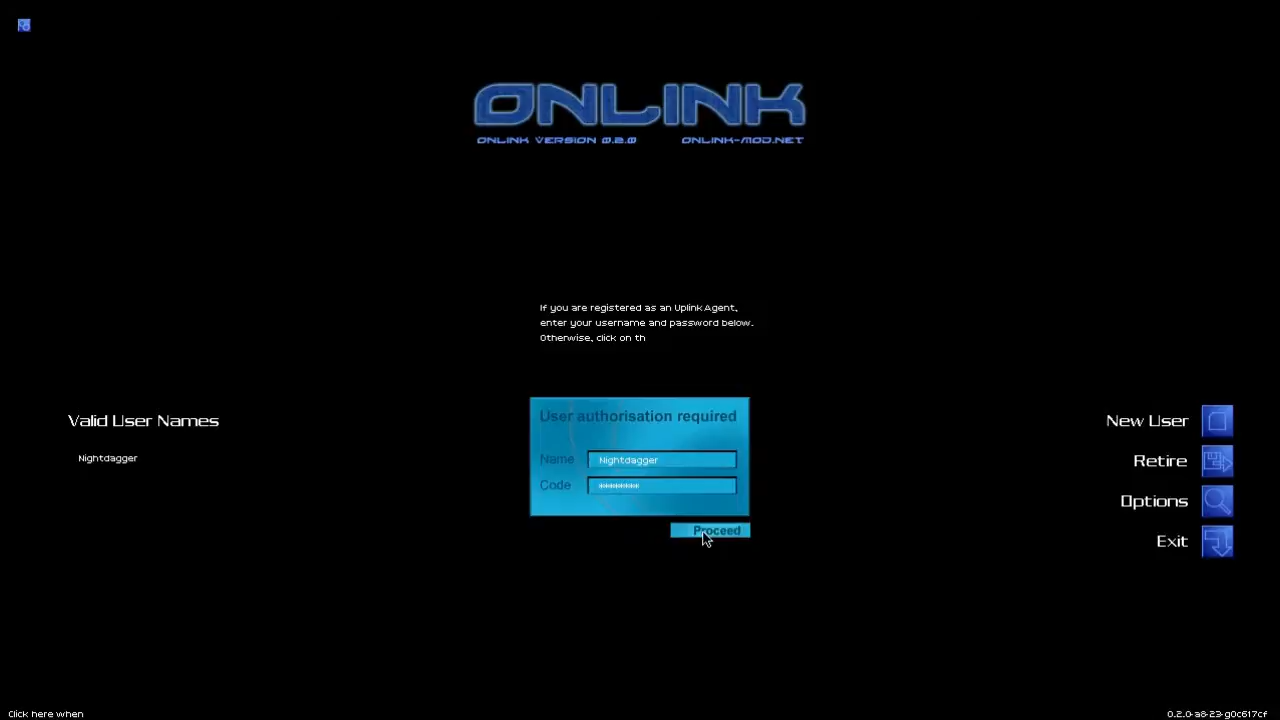 ONLINK
ONLINK VERSION 0.2.0 ONLINK-MOD.NET
If you are registered as an Uplink Agent,
enter your username and password below.
Otherwise, click on th
User authorisation required
Name Nightdagger
Code *********
Proceed
Valid User Names
Nightdagger
New User
Retire
Options
Exit
Click here when
0.2.0-a8-23-g0c617cf